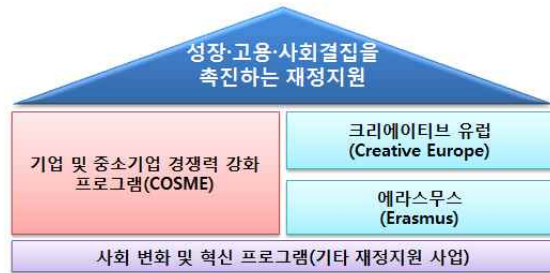 성장·고용·사회결집을
촉진하는 재정지원
기업 및 중소기업 경쟁력 강화
프로그램(COSME)
크리에이티브 유럽
(Creative Europe)
에라스무스
(Erasmus)
사회 변화 및 혁신 프로그램(기타 재정지원 사업)